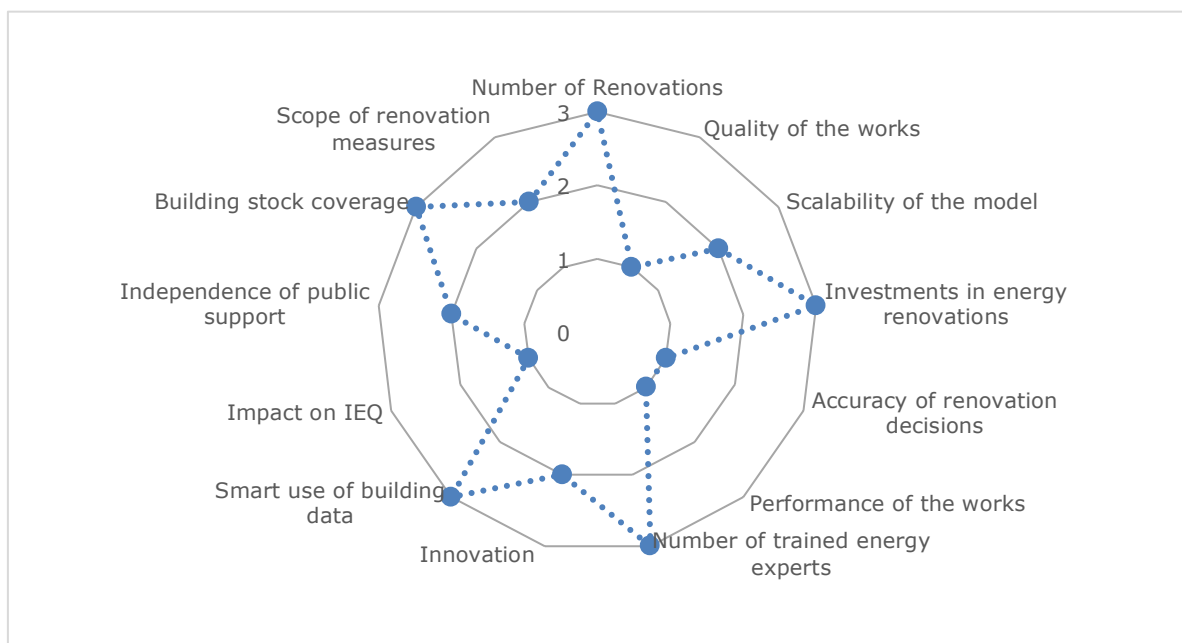 Number of Renovations
3
Quality of the works
2
Scalability of the model
1
Investments in energy
renovations
0
Accuracy of renovation
decisions
Performance of the works
Number of trained energy
experts
Innovation
Smart use of building
data
Impact on IEQ
Independence of public
support
Building stock coverage
Scope of renovation
measures